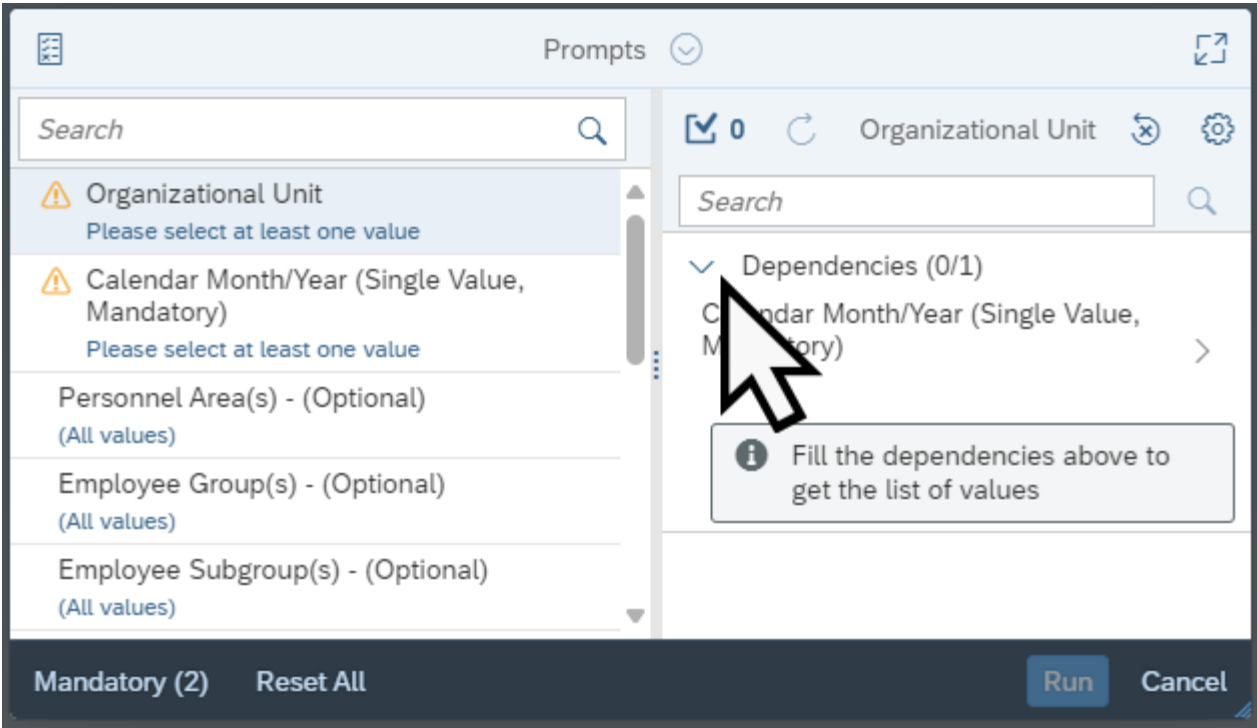 Prompts
Search
Organizational Unit
Please select at least one value
Calendar Month/Year (Single Value,
Mandatory)
Please select at least one value
Personnel Area(s) - (Optional)
(All values)
Employee Group(s) - (Optional)
(All values)
Employee Subgroup(s) - (Optional)
(All values)
0
Organizational Unit
Search
Dependencies (0/1)
Month/Year (Single Value,
Fill the dependencies above to
get the list of values
Mandatory (2)
Reset All
Run
Cancel